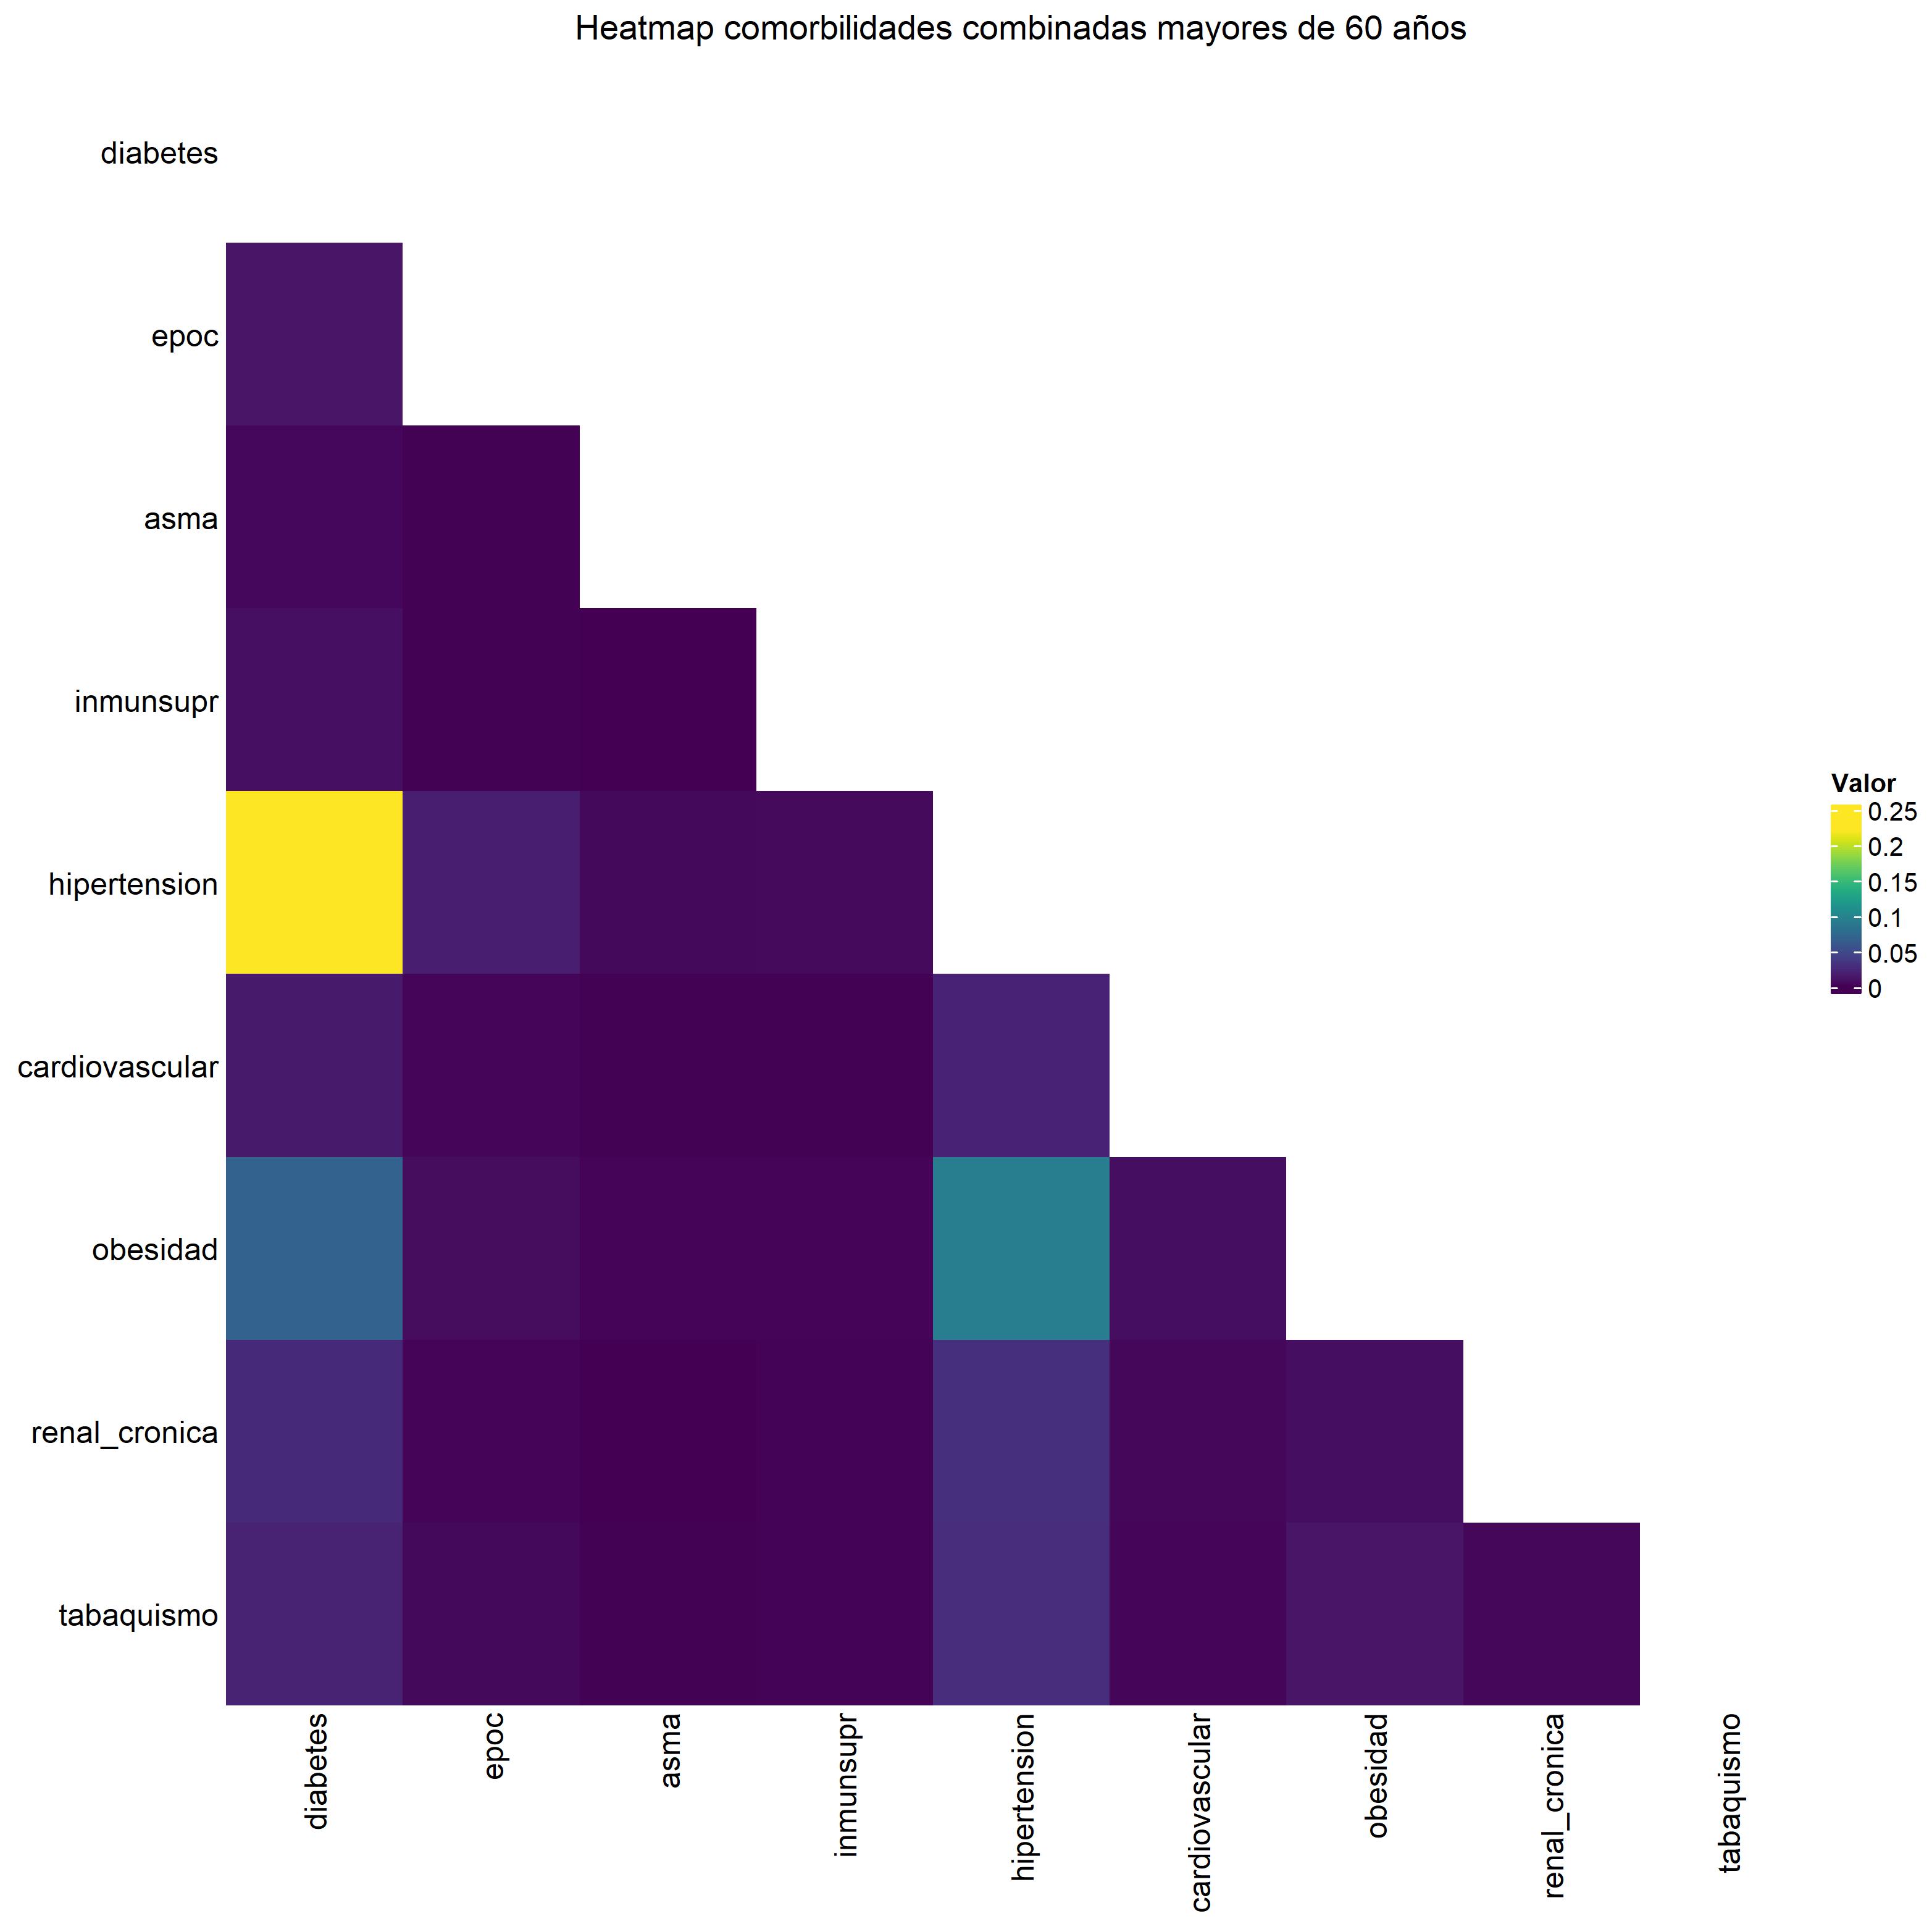 Heatmap comorbilidades combinadas mayores de 60 años
diabetes
epoc
asma
inmunsupr
hipertension
cardiovascular
obesidad
renal_cronica
tabaquismo
Valor
0.25
0.2
0.15
0.1
0.05
0
diabetes
epoc
asma
inmunsupr
hipertension
cardiovascular
obesidad
renal_cronica
tabaquismo